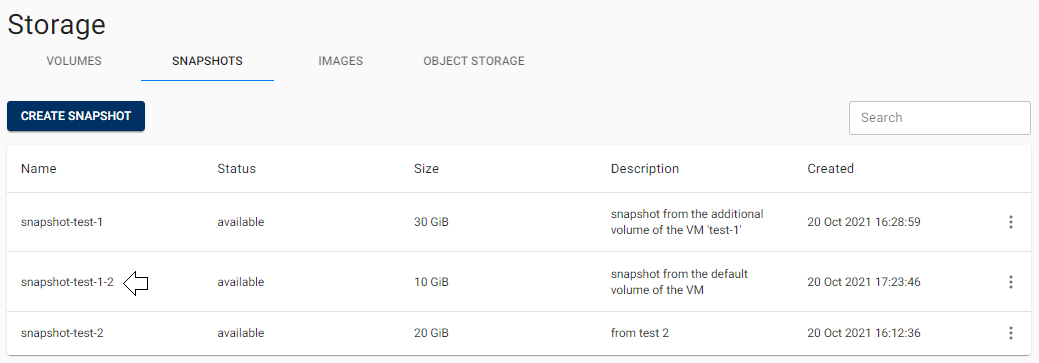 Storage
VOLUMES SNAPSHOTS IMAGES OBJECT STORAGE
CREATE SNAPSHOT Search
Name Status Size Description Created
snapshot-test-1 available 30 GiB snapshot from the additional volume of the VM 'test-1' 20 Oct 2021 16:28:59
snapshot-test-1-2 available 10 GiB snapshot from the default volume of the VM 20 Oct 2021 17:23:46
snapshot-test-2 available 20 GiB from test 2 20 Oct 2021 16:12:36